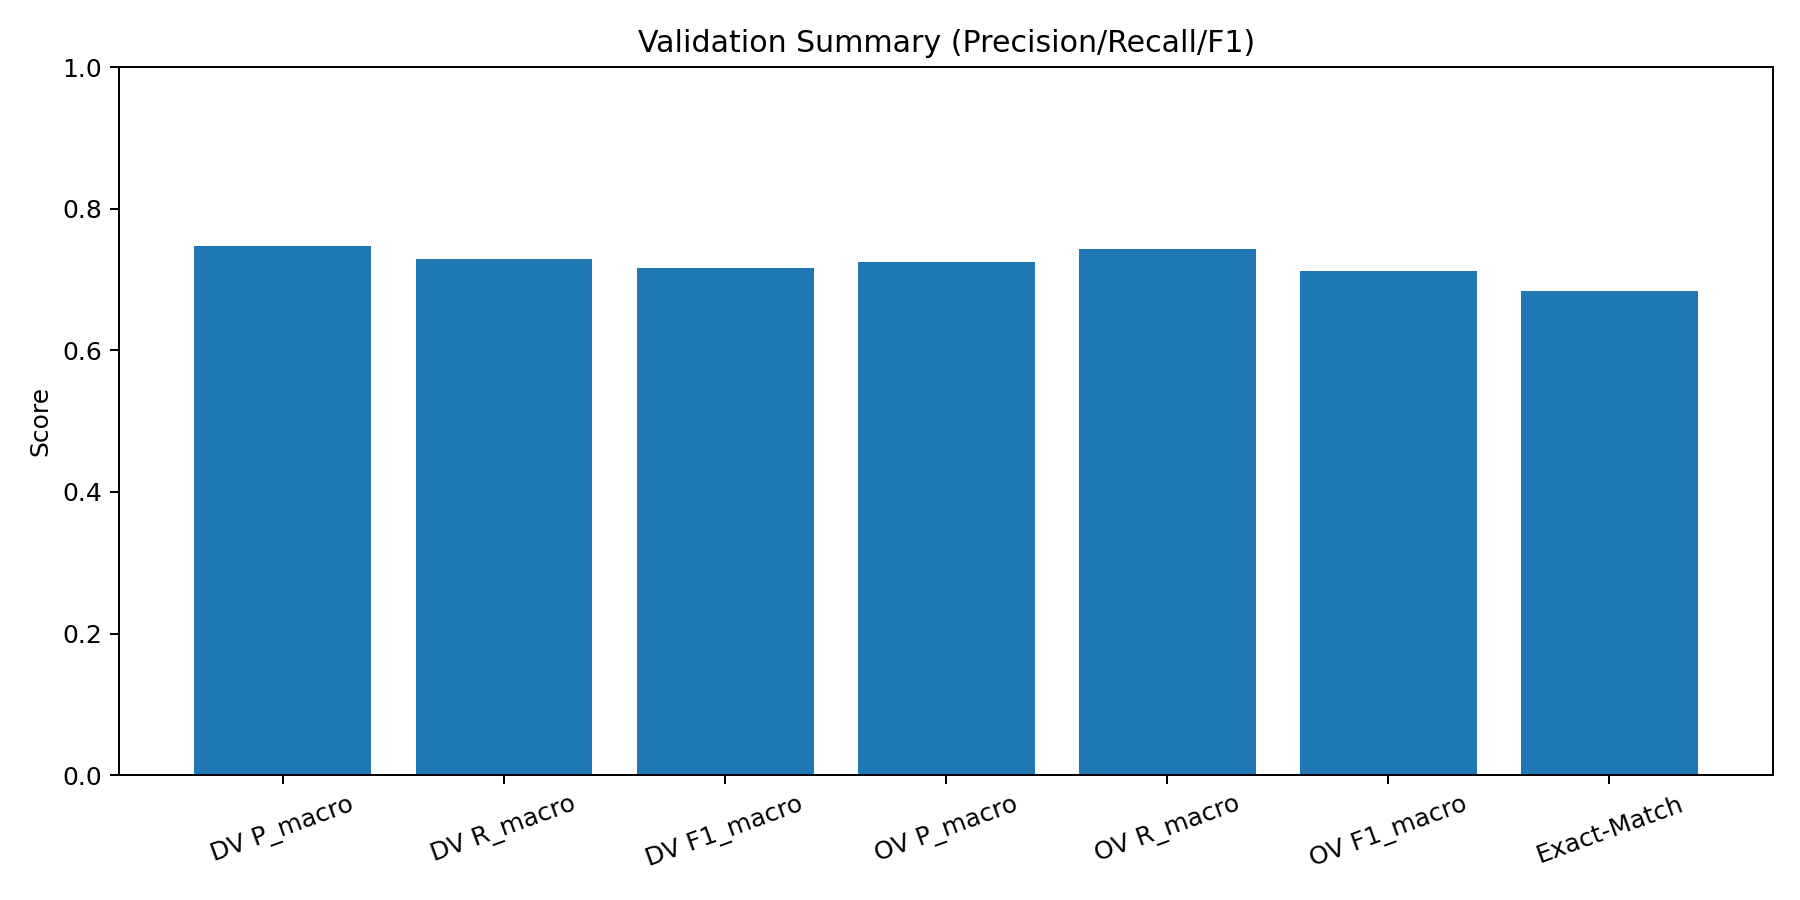 Validation Summary (Precision/Recall/F1)
1.0
0.8
0.6
0.4
0.2
0.0
Score
DV P_macro
DV R_macro
DV F1_macro
OV P_macro
OV R_macro
OV F1_macro
Exact-Match